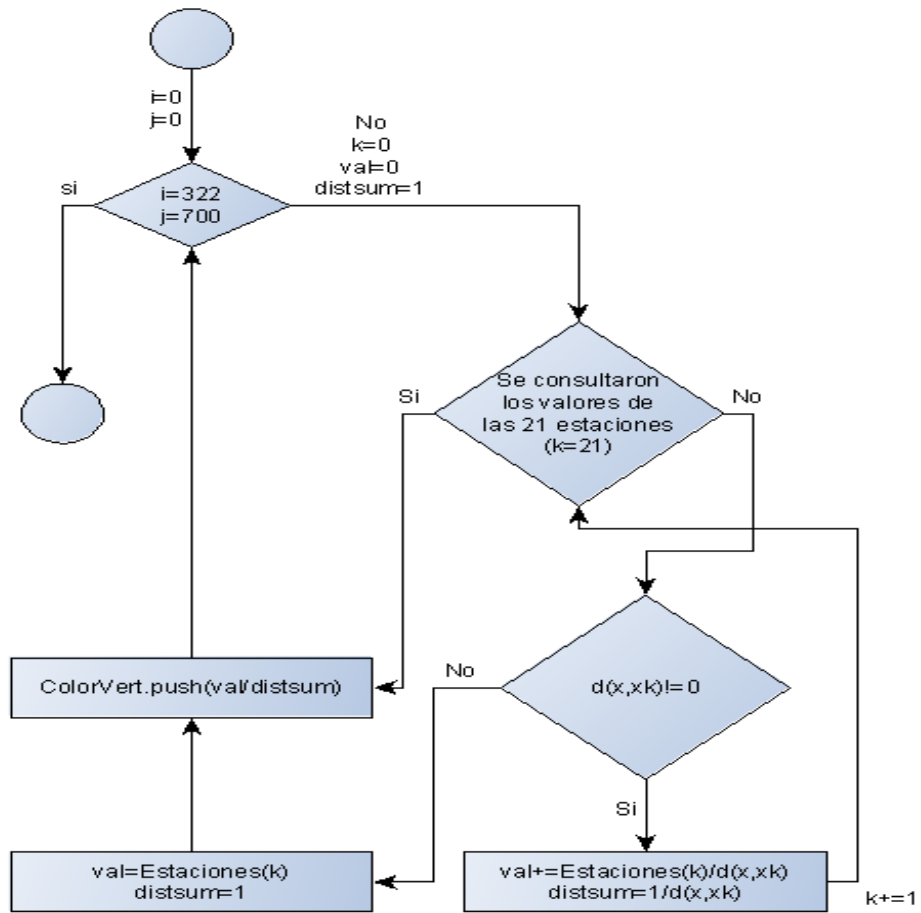 i=0
j=0
No
k=0
val=0
distsum=1
si
i=322
j=700
Se consultaron
los valores de
las 21 estaciones
(k=21)
Si
No
d(x,xk)!=0
No
ColorVert.push(val/distsum)
Si
val=Estaciones(k)
distsum=1
val+=Estaciones(k)/d(x,xk)
distsum=1/d(x,xk)
k+=1